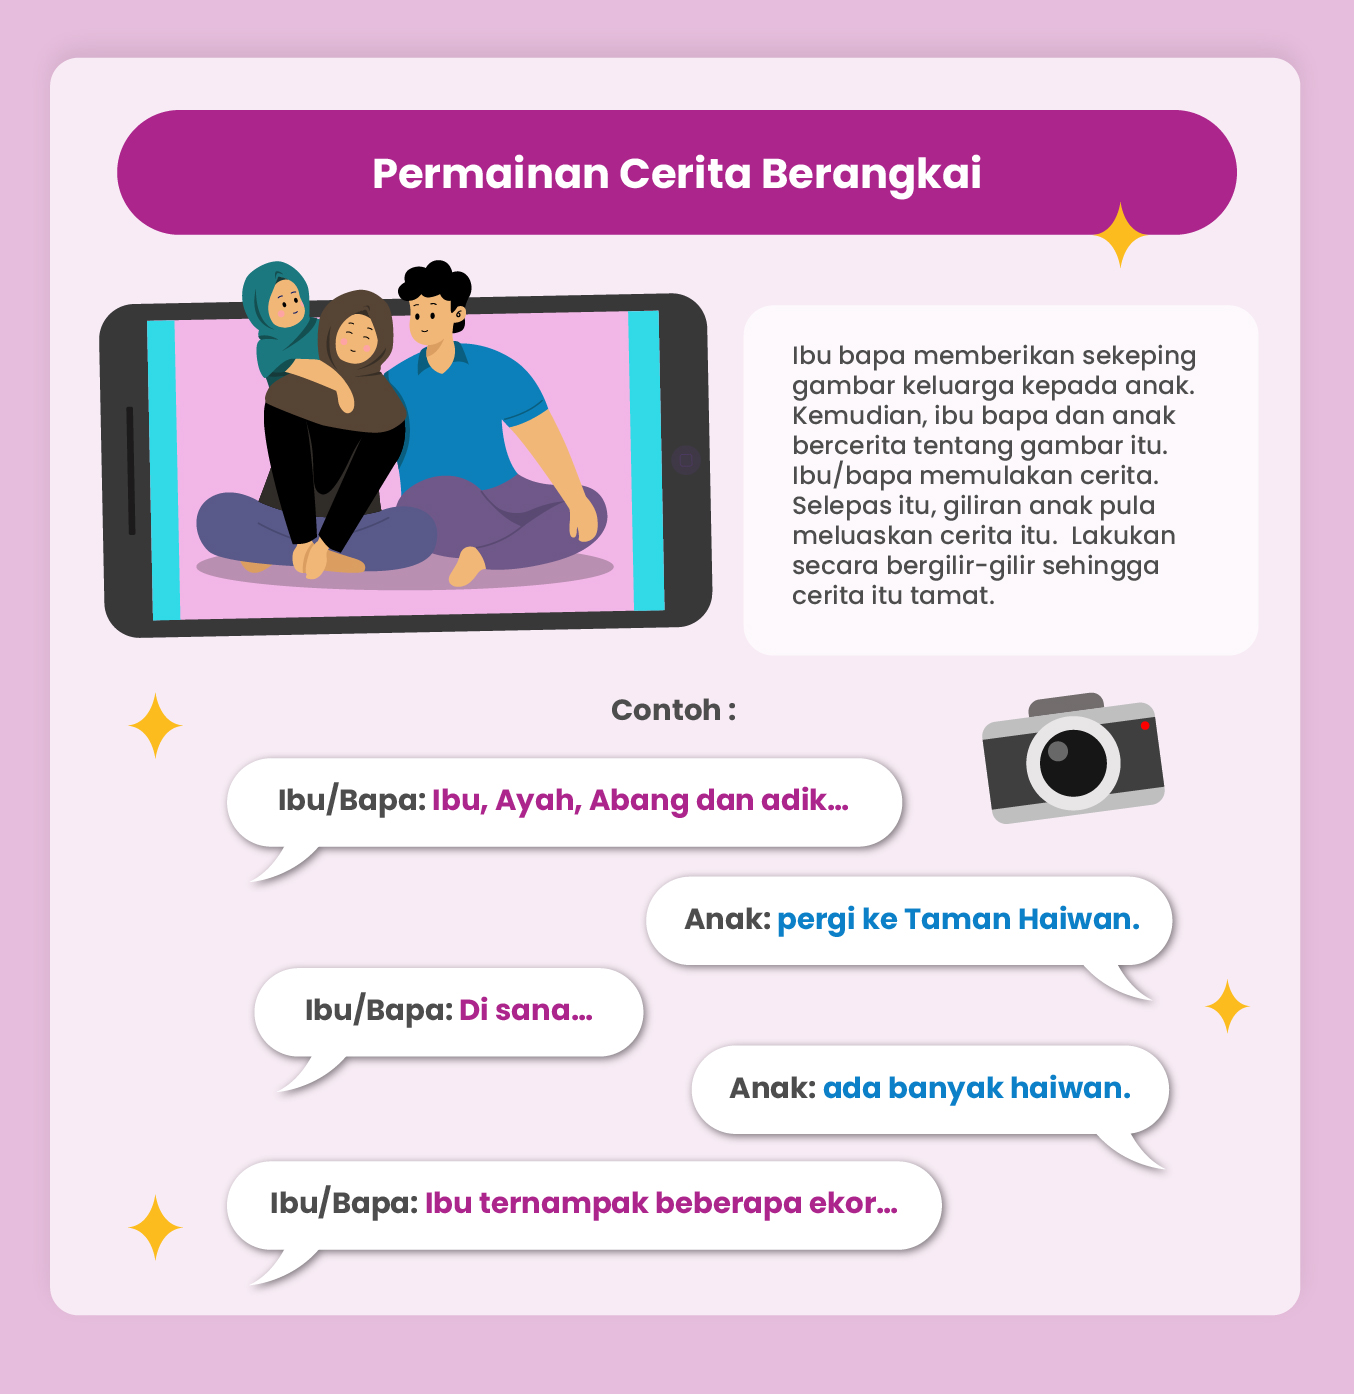 Permainan Cerita Berangkai
Ibu bapa memberikan sekeping
gambar keluarga kepada anak.
Kemudian, ibu bapa dan anak
bercerita tentang gambar itu.
Ibu/bapa memulakan cerita.
Selepas itu, giliran anak pula
meluaskan cerita itu.  Lakukan
secara bergilir-gilir sehingga
cerita itu tamat.
Contoh :
Ibu/Bapa: Ibu, Ayah, Abang dan adik...
Anak: pergi ke Taman Haiwan.
Ibu/Bapa: Di sana...
Anak: ada banyak haiwan.
Ibu/Bapa: Ibu ternampak beberapa ekor...